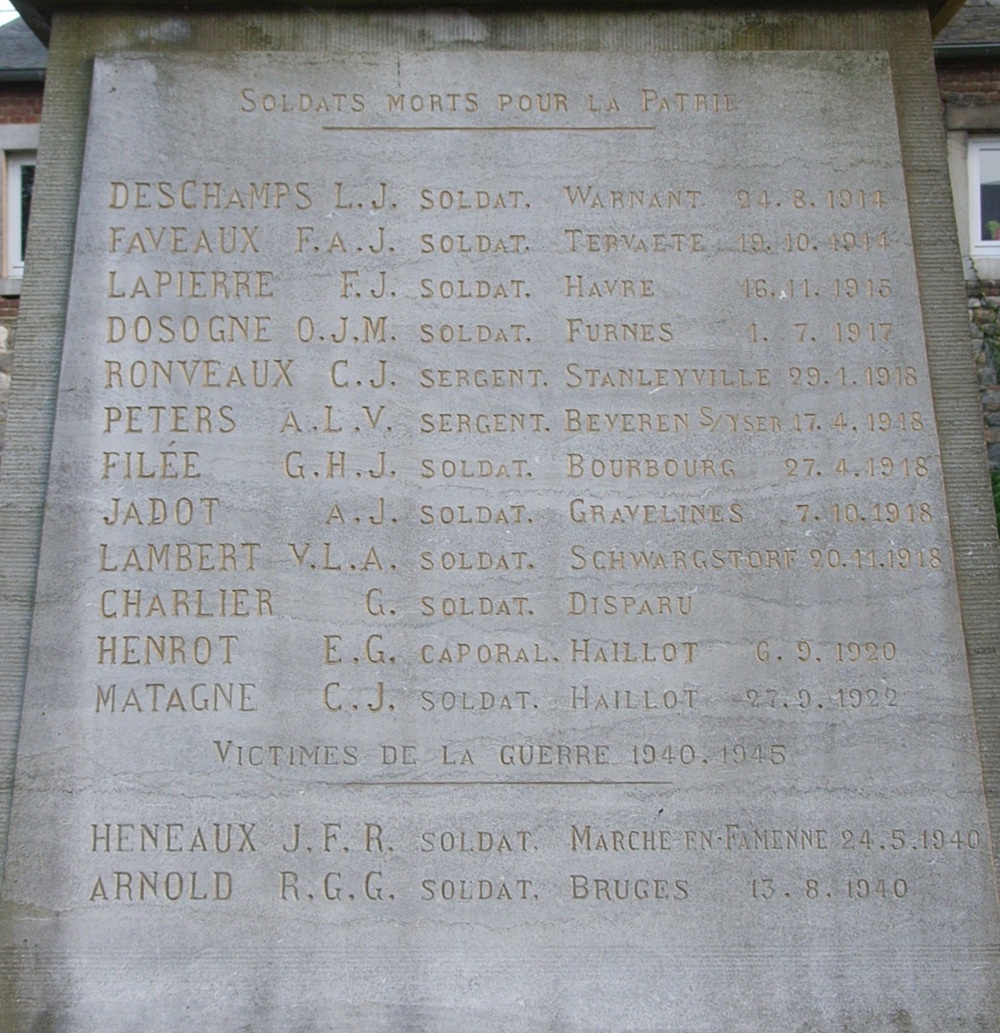 SOLDATS MORTS POUR LA PATRIE
DESCHAMPS L.J. SOLDAT. WARNANT 24.8.1914
FAVEAUX F.A.J. SOLDAT. TERVAETE 19.10.1914
LAPIERRE F.J. SOLDAT. HAVRE 16.11.1915
DOSOGNE O.J.M. SOLDAT. FURNES 1.7.1917
RONVEAUX C.J. SERGENT. STANLEYVILLE 29.1.1918
PETERS A.L.V. SERGENT. BEVEREN S/YSER 17.4.1918
FILÉE G.H.J. SOLDAT. BOURBOURG 27.4.1918
JADOT A.J. SOLDAT. GRAVELINES 7.10.1918
LAMBERT V.L.A. SOLDAT. SCHWARGSTORF 20.11.1918
CHARLIER G. SOLDAT. DISPARU
HENROT E.G. CAPORAL. HAILLOT 6.9.1920
MATAGNE C.J. SOLDAT. HAILLOT 27.9.1922
VICTIMES DE LA GUERRE 1940.1945
HENEAUX J.F.R. SOLDAT. MARCHE-EN-FAMENNE 24.5.1940
ARNOLD R.G.G. SOLDAT. BRUGES 13.8.1940